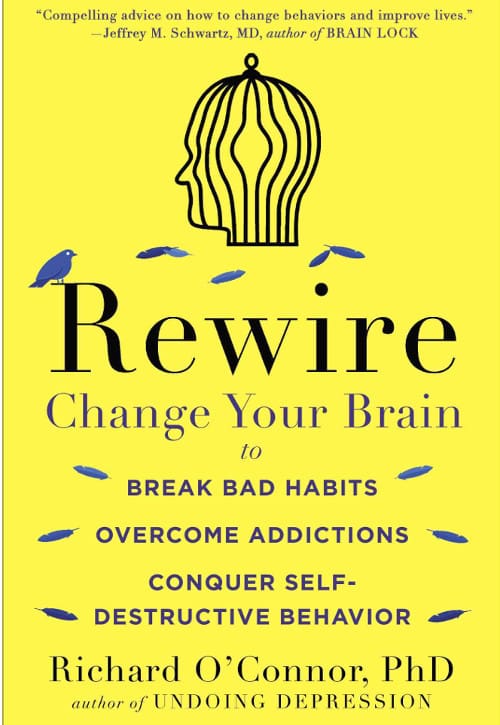 “Compelling advice on how to change behaviors and improve lives.”
—Jeffrey M. Schwartz, MD, author of BRAIN LOCK
Rewire
Change Your Brain
to
BREAK BAD HABITS
OVERCOME ADDICTIONS
CONQUER SELF-
DESTRUCTIVE BEHAVIOR
Richard O’Connor, PhD
author of UNDOING DEPRESSION